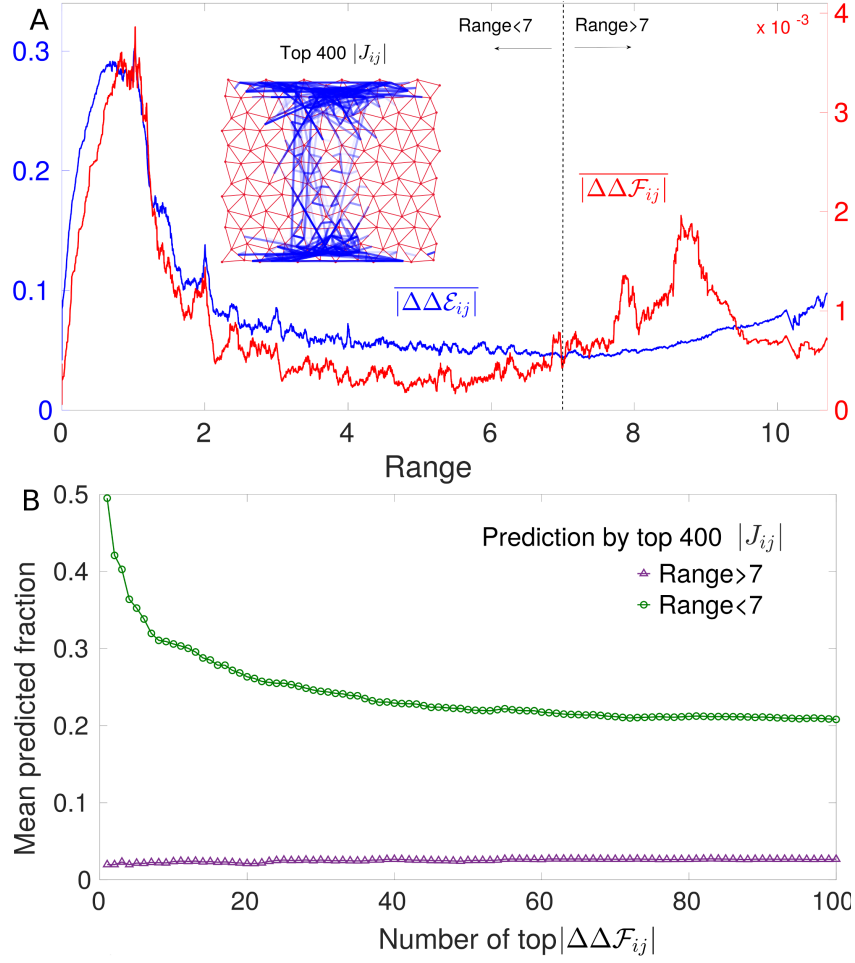 A
Range<7
Range>7
x 10 -3
Top 400 |J_ij|
0.3
0.2
0.1
0
4
3
2
1
0
|ΔΔF_ij|
|ΔΔE_ij|
0 2 4 6 8 10
Range
B
0.5
0.4
0.3
0.2
0.1
0
Mean predicted fraction
Prediction by top 400 |J_ij|
Range>7
Range<7
0 20 40 60 80 100
Number of top|ΔΔF_ij|